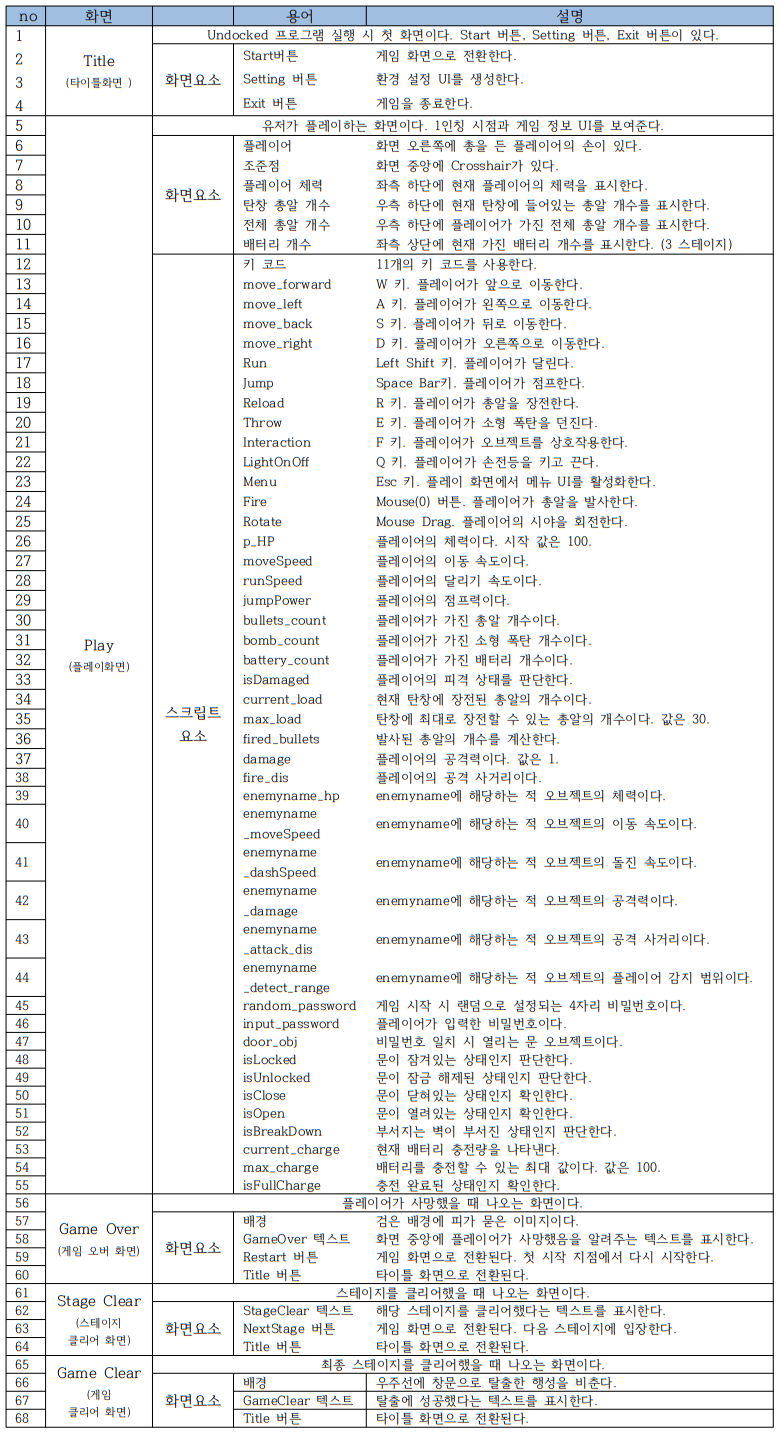 no 화면 용어 설명
1 Undocked 프로그램 실행 시 첫 화면이다. Start 버튼, Setting 버튼, Exit 버튼이 있다.
Title
(타이틀화면 )
화면요소
2 Start버튼 게임 화면으로 전환한다.
3 Setting 버튼 환경 설정 UI를 생성한다.
4 Exit 버튼 게임을 종료한다.
5 유저가 플레이하는 화면이다. 1인칭 시점과 게임 정보 UI를 보여준다.
Play
(플레이화면)
화면요소
6 플레이어 화면 오른쪽에 총을 든 플레이어의 손이 있다.
7 조준점 화면 중앙에 Crosshair가 있다.
8 플레이어 체력 좌측 하단에 현재 플레이어의 체력을 표시한다.
9 탄창 총알 개수 우측 하단에 현재 탄창에 들어있는 총알 개수를 표시한다.
10 전체 총알 개수 우측 하단에 플레이어가 가진 전체 총알 개수를 표시한다.
11 배터리 개수 좌측 상단에 현재 가진 배터리 개수를 표시한다. (3 스테이지)
스크립트
요소
12 키 코드 11개의 키 코드를 사용한다.
13 move_forward W 키. 플레이어가 앞으로 이동한다.
14 move_left A 키. 플레이어가 왼쪽으로 이동한다.
15 move_back S 키. 플레이어가 뒤로 이동한다.
16 move_right D 키. 플레이어가 오른쪽으로 이동한다.
17 Run Left Shift 키. 플레이어가 달린다.
18 Jump Space Bar키. 플레이어가 점프한다.
19 Reload R 키. 플레이어가 총알을 장전한다.
20 Throw E 키. 플레이어가 소형 폭탄을 던진다.
21 Interaction F 키. 플레이어가 오브젝트를 상호작용한다.
22 LightOnOff Q 키. 플레이어가 손전등을 키고 끈다.
23 Menu Esc 키. 플레이 화면에서 메뉴 UI를 활성화한다.
24 Fire Mouse(0) 버튼. 플레이어가 총알을 발사한다.
25 Rotate Mouse Drag. 플레이어의 시야을 회전한다.
26 p_HP 플레이어의 체력이다. 시작 값은 100.
27 moveSpeed 플레이어의 이동 속도이다.
28 runSpeed 플레이어의 달리기 속도이다.
29 jumpPower 플레이어의 점프력이다.
30 bullets_count 플레이어가 가진 총알 개수이다.
31 bomb_count 플레이어가 가진 소형 폭탄 개수이다.
32 battery_count 플레이어가 가진 배터리 개수이다.
33 isDamaged 플레이어의 피격 상태를 판단한다.
34 current_load 현재 탄창에 장전된 총알의 개수이다.
35 max_load 탄창에 최대로 장전할 수 있는 총알의 개수이다. 값은 30.
36 fired_bullets 발사된 총알의 개수를 계산한다.
37 damage 플레이어의 공격력이다. 값은 1.
38 fire_dis 플레이어의 공격 사거리이다.
39 enemyname_hp enemyname에 해당하는 적 오브젝트의 체력이다.
40 enemyname
_moveSpeed enemyname에 해당하는 적 오브젝트의 이동 속도이다.
41 enemyname
_dashSpeed enemyname에 해당하는 적 오브젝트의 돌진 속도이다.
42 enemyname
_damage enemyname에 해당하는 적 오브젝트의 공격력이다.
43 enemyname
_attack_dis enemyname에 해당하는 적 오브젝트의 공격 사거리이다.
44 enemyname
_detect_range enemyname에 해당하는 적 오브젝트의 플레이어 감지 범위이다.
45 random_password 게임 시작 시 랜덤으로 설정되는 4자리 비밀번호이다.
46 input_password 플레이어가 입력한 비밀번호이다.
47 door_obj 비밀번호 일치 시 열리는 문 오브젝트이다.
48 isLocked 문이 잠겨있는 상태인지 판단한다.
49 isUnlocked 문이 잠금 해제된 상태인지 판단한다.
50 isClose 문이 닫혀있는 상태인지 확인한다.
51 isOpen 문이 열려있는 상태인지 확인한다.
52 isBreakDown 부서지는 벽이 부서진 상태인지 판단한다.
53 current_charge 현재 배터리 충전량을 나타낸다.
54 max_charge 배터리를 충전할 수 있는 최대 값이다. 값은 100.
55 isFullCharge 충전 완료된 상태인지 확인한다.
56 플레이어가 사망했을 때 나오는 화면이다.
Game Over
(게임 오버 화면)
화면요소
57 배경 검은 배경에 피가 묻은 이미지이다.
58 GameOver 텍스트 화면 중앙에 플레이어가 사망했음을 알려주는 텍스트를 표시한다.
59 Restart 버튼 게임 화면으로 전환된다. 첫 시작 지점에서 다시 시작한다.
60 Title 버튼 타이틀 화면으로 전환된다.
61 스테이지를 클리어했을 때 나오는 화면이다.
Stage Clear
(스테이지
클리어 화면)
화면요소
62 StageClear 텍스트 해당 스테이지를 클리어했다는 텍스트를 표시한다.
63 NextStage 버튼 게임 화면으로 전환된다. 다음 스테이지에 입장한다.
64 Title 버튼 타이틀 화면으로 전환된다.
65 최종 스테이지를 클리어했을 때 나오는 화면이다.
Game Clear
(게임
클리어 화면)
화면요소
66 배경 우주선에 창문으로 탈출한 행성을 비춘다.
67 GameClear 텍스트 탈출에 성공했다는 텍스트를 표시한다.
68 Title 버튼 타이틀 화면으로 전환된다.